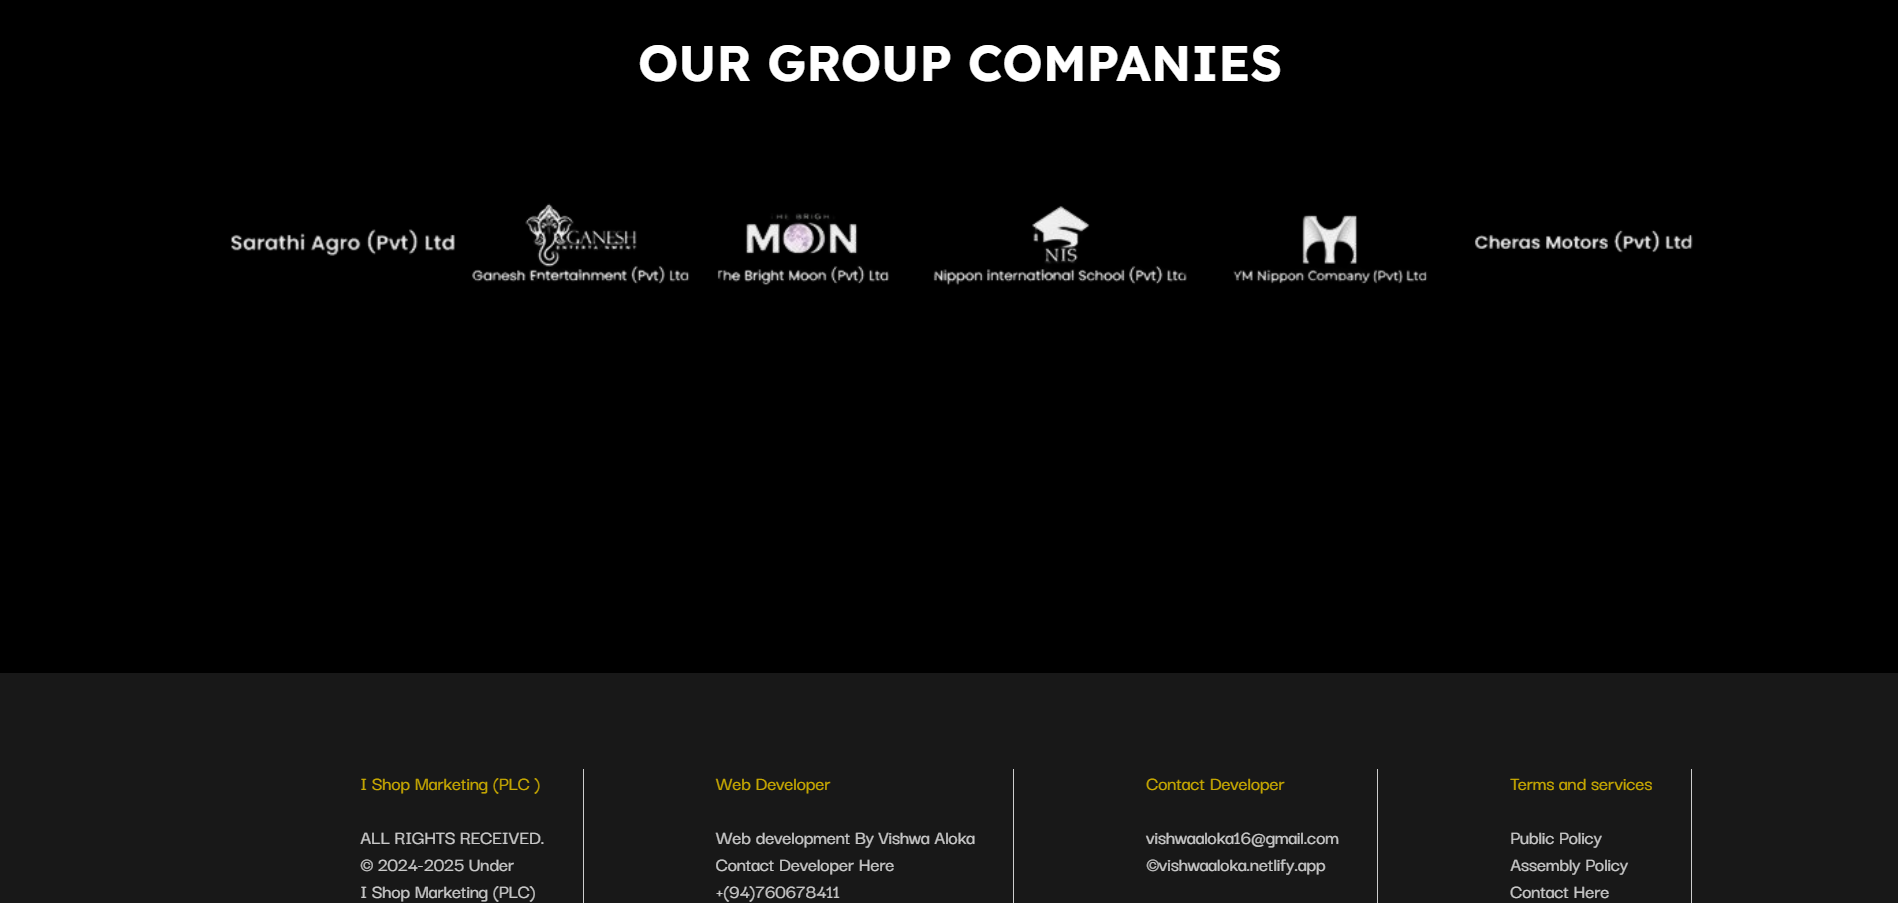 OUR GROUP COMPANIES
Sarathi Agro (Pvt) Ltd
GANESH
Ganesh Entertainment (Pvt) Ltd
MOON
The Bright Moon (Pvt) Ltd
NIS
Nippon international School (Pvt) Ltd
YM Nippon Company (Pvt) Ltd
Cheras Motors (Pvt) Ltd
I Shop Marketing (PLC )
ALL RIGHTS RECEIVED.
© 2024-2025 Under
I Shop Marketing (PLC)
Web Developer
Web development By Vishwa Aloka
Contact Developer Here
+(94)760678411
Contact Developer
vishwaaloka16@gmail.com
©vishwaaloka.netlify.app
Terms and services
Public Policy
Assembly Policy
Contact Here